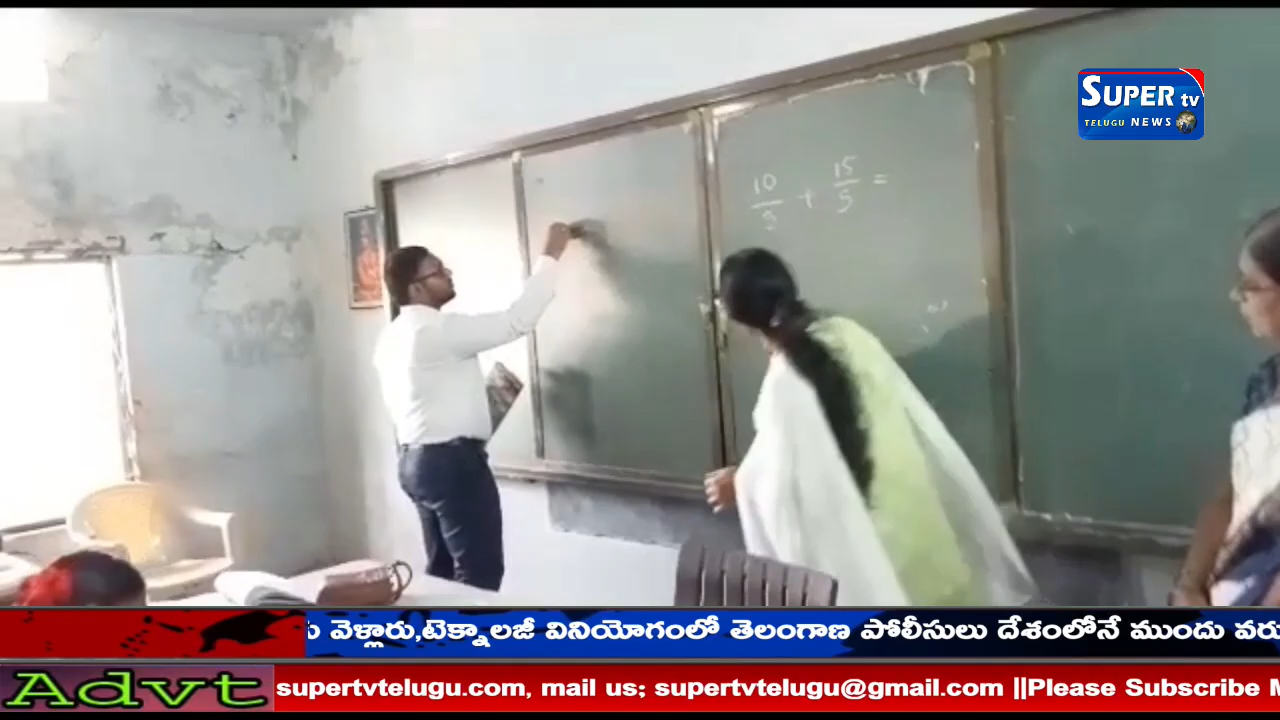 SUPER tv
TELUGU NEWS
10/5 + 15/5 =
వెళ్లారు,టెక్నాలజీ వినియోగంలో తెలంగాణ పోలీసులు దేశంలోనే ముందు
Advt
supertvtelugu.com, mail us; supertvtelugu@gmail.com ||Please Subscribe